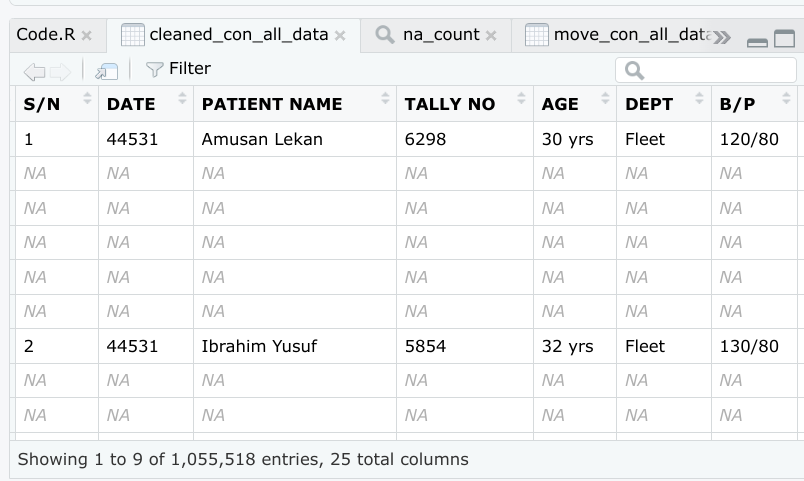 Code.R cleaned_con_all_data na_count move_con_all_data
Filter
S/N DATE PATIENT NAME TALLY NO AGE DEPT B/P
1 44531 Amusan Lekan 6298 30 yrs Fleet 120/80
NA NA NA NA NA NA NA
NA NA NA NA NA NA NA
NA NA NA NA NA NA NA
NA NA NA NA NA NA NA
NA NA NA NA NA NA NA
2 44531 Ibrahim Yusuf 5854 32 yrs Fleet 130/80
NA NA NA NA NA NA NA
NA NA NA NA NA NA NA
Showing 1 to 9 of 1,055,518 entries, 25 total columns